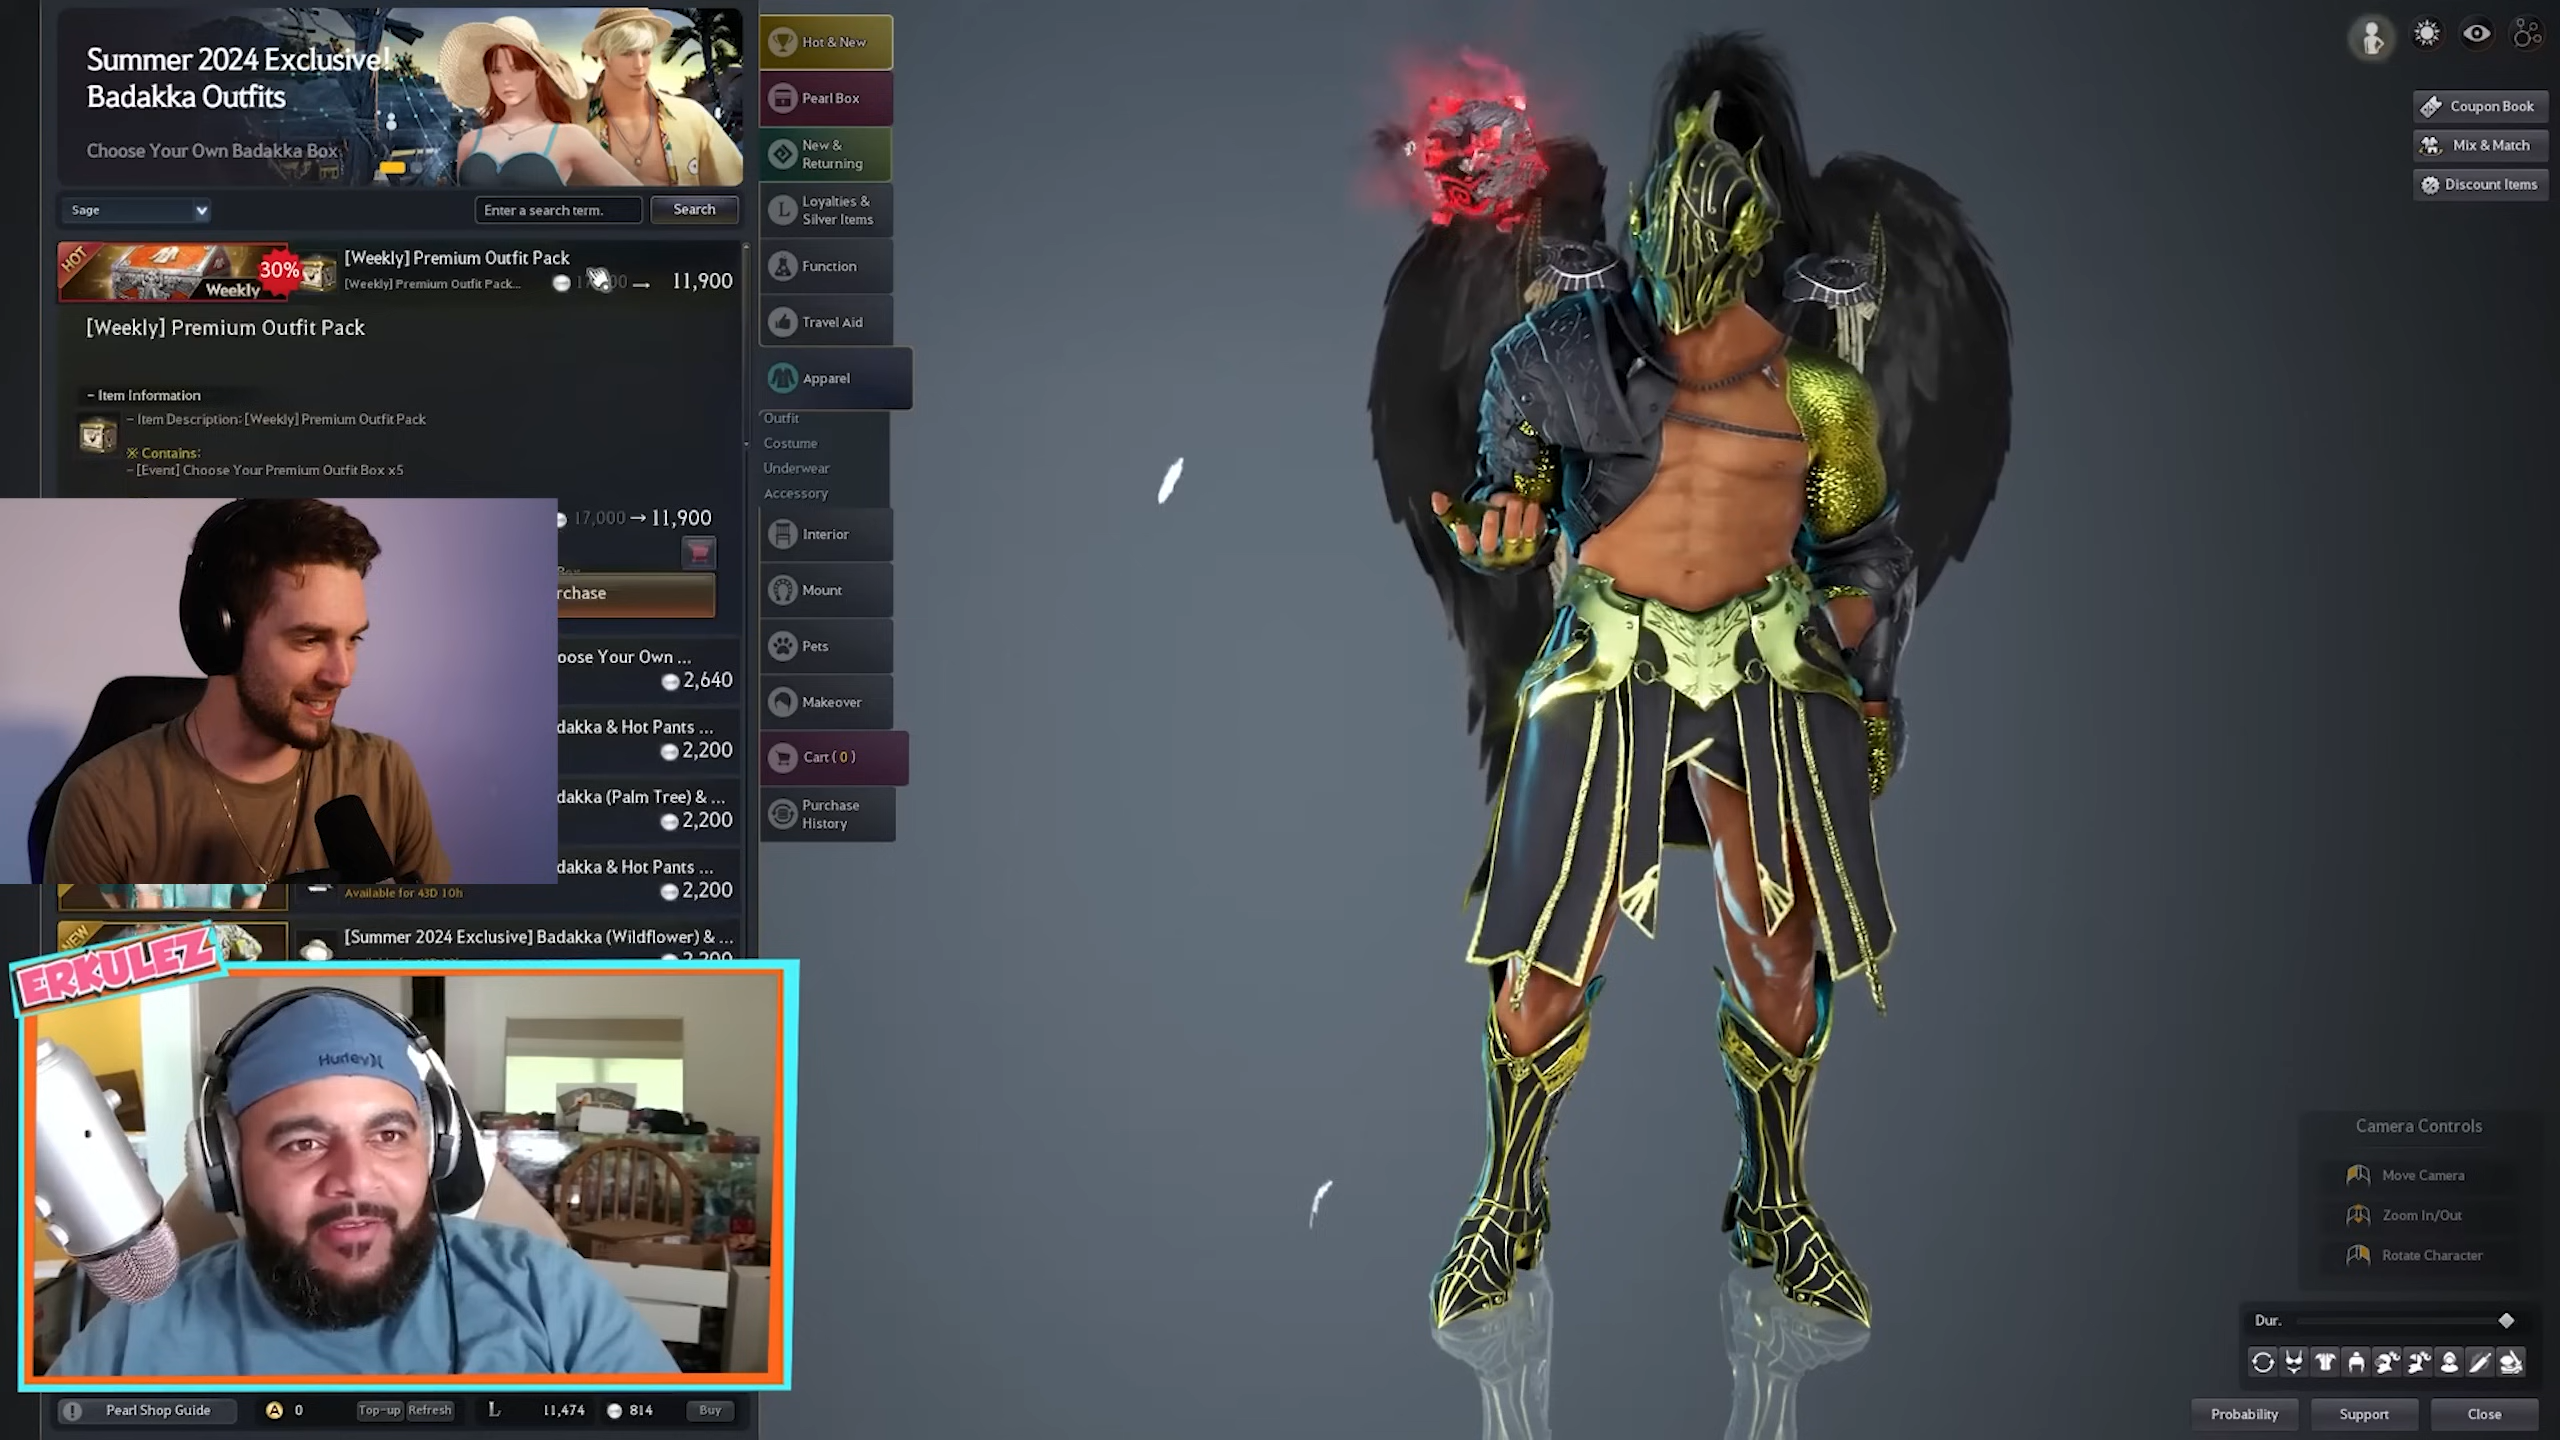 Summer 2024 Exclusive!
Badakka Outfits
Choose Your Own Badakka Box
Sage
Enter a search term.
Search
HOT
Weekly
30%
[Weekly] Premium Outfit Pack
[Weekly] Premium Outfit Pack...
11,900
[Weekly] Premium Outfit Pack
– Item Information
– Item Description: [Weekly] Premium Outfit Pack
※ Contains:
– [Event] Choose Your Premium Outfit Box x5
17,000 → 11,900
rchase
oose Your Own ...
2,640
dakka & Hot Pants ...
2,200
dakka (Palm Tree) & ...
2,200
dakka & Hot Pants ...
Available for 43D 10h
2,200
NEW
[Summer 2024 Exclusive] Badakka (Wildflower) & ...
ERKULEZ
Hurley
Pearl Shop Guide
A 0
Top-up
Refresh
L 11,474
814
Buy
Hot & New
Pearl Box
New &
Returning
Loyalties &
Silver Items
Function
Travel Aid
Apparel
Outfit
Costume
Underwear
Accessory
Interior
Mount
Pets
Makeover
Cart ( 0 )
Purchase
History
Coupon Book
Mix & Match
Discount Items
Camera Controls
Move Camera
Zoom In/Out
Rotate Character
Dur.
Probability
Support
Close